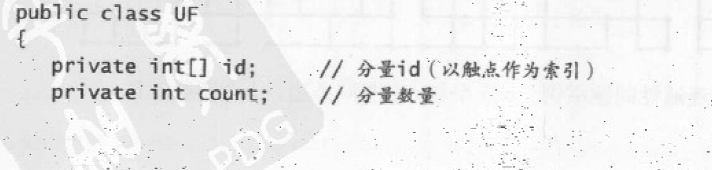 public class UF
{
private int[] id; // 分量id（以触点作为索引）
private int count; // 分量数量
PDG